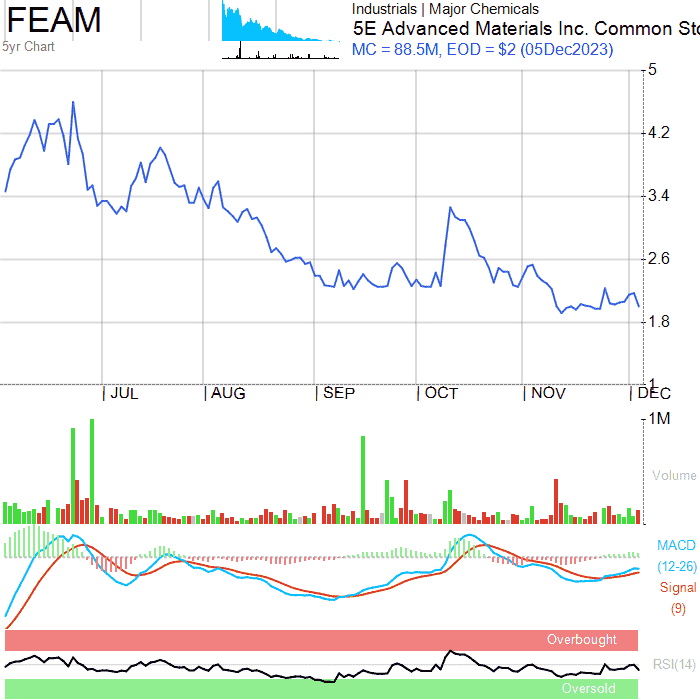 FEAM
5yr Chart
Industrials | Major Chemicals
5E Advanced Materials Inc. Common Sto
MC = 88.5M, EOD = $2 (05Dec2023)
5
4.2
3.4
2.6
1.8
1
| JUL | AUG | SEP | OCT | NOV | DEC
1M
Volume
MACD
(12-26)
Signal
(9)
Overbought
RSI(14)
Oversold